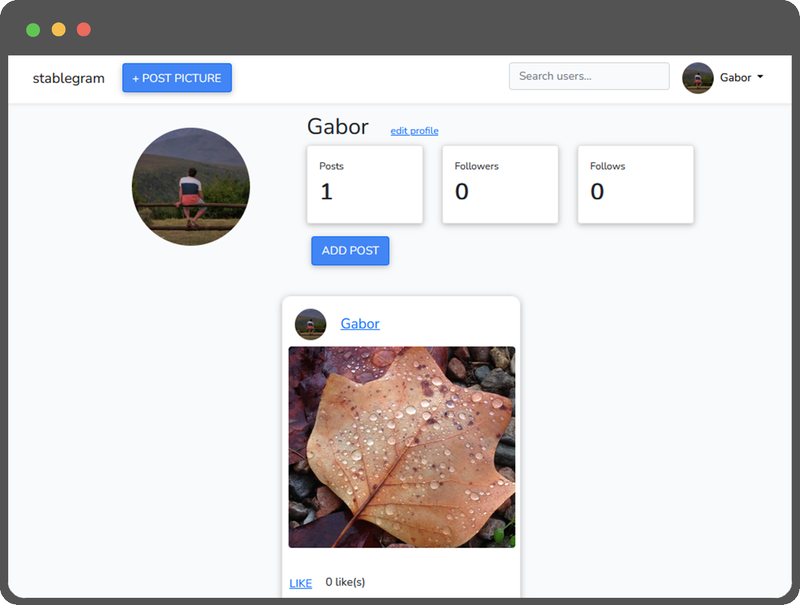 stablegram
+ POST PICTURE
Search users...
Gabor
Gabor
edit profile
Posts
1
Followers
0
Follows
0
ADD POST
Gabor
LIKE 0 like(s)